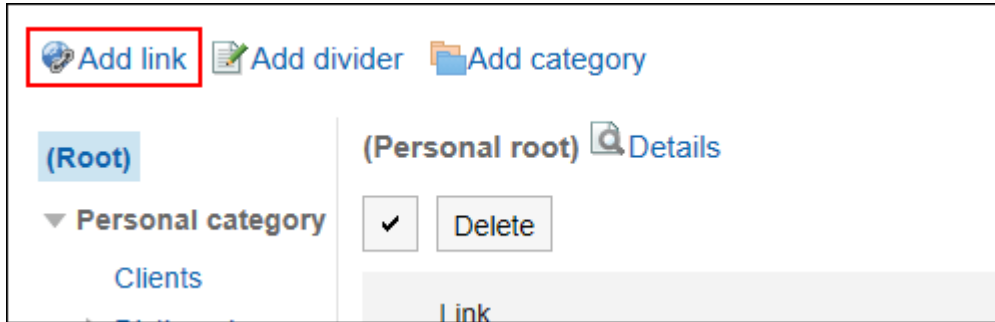 Add link Add divider Add category
(Root)
Personal category
Clients
(Personal root) Details
Delete
Link